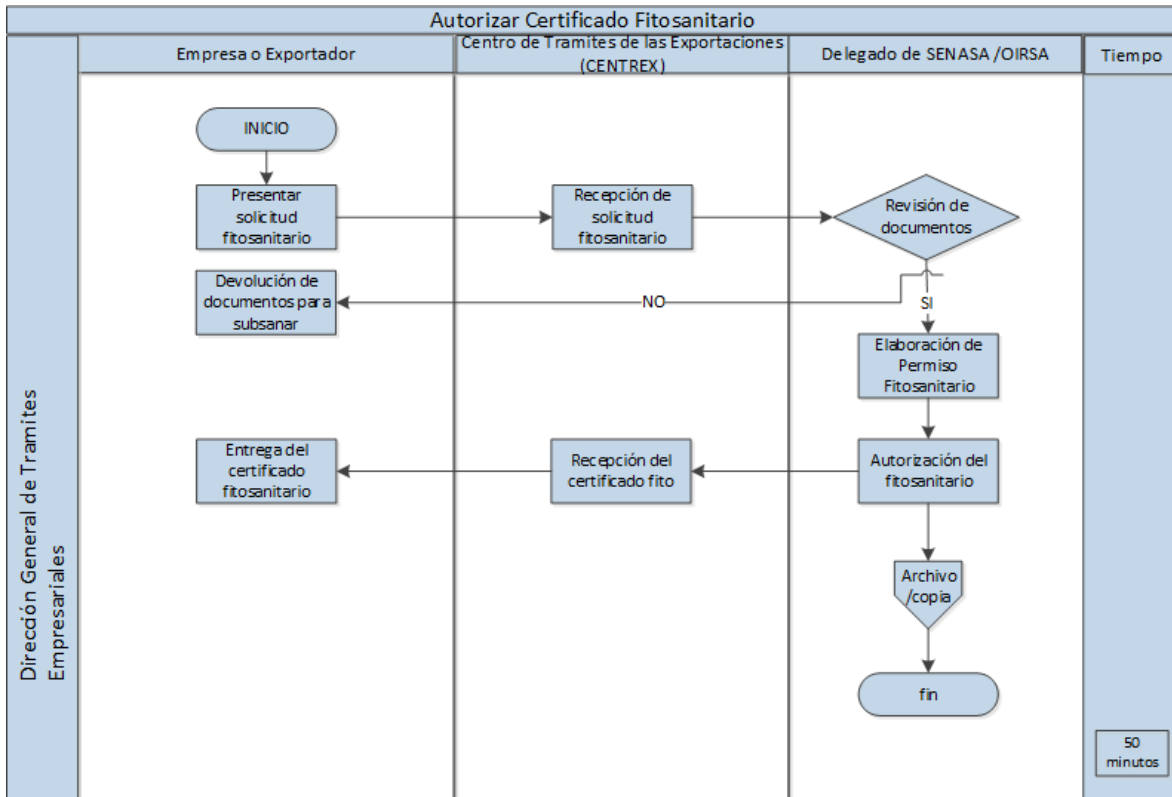 Autorizar Certificado Fitosanitario
Empresa o Exportador
Centro de Tramites de las Exportaciones
(CENTREX)
Delegado de SENASA /OIRSA
Tiempo
Dirección General de Tramites
Empresariales
INICIO
Presentar
solicitud
fitosanitario
Recepción de
solicitud
fitosanitario
Revisión de
documentos
Devolución de
documentos para
subsanar
NO
SI
Elaboración de
Permiso
Fitosanitario
Entrega del
certificado
fitosanitario
Recepción del
certificado fito
Autorización del
fitosanitario
Archivo
/copia
fin
50
minutos